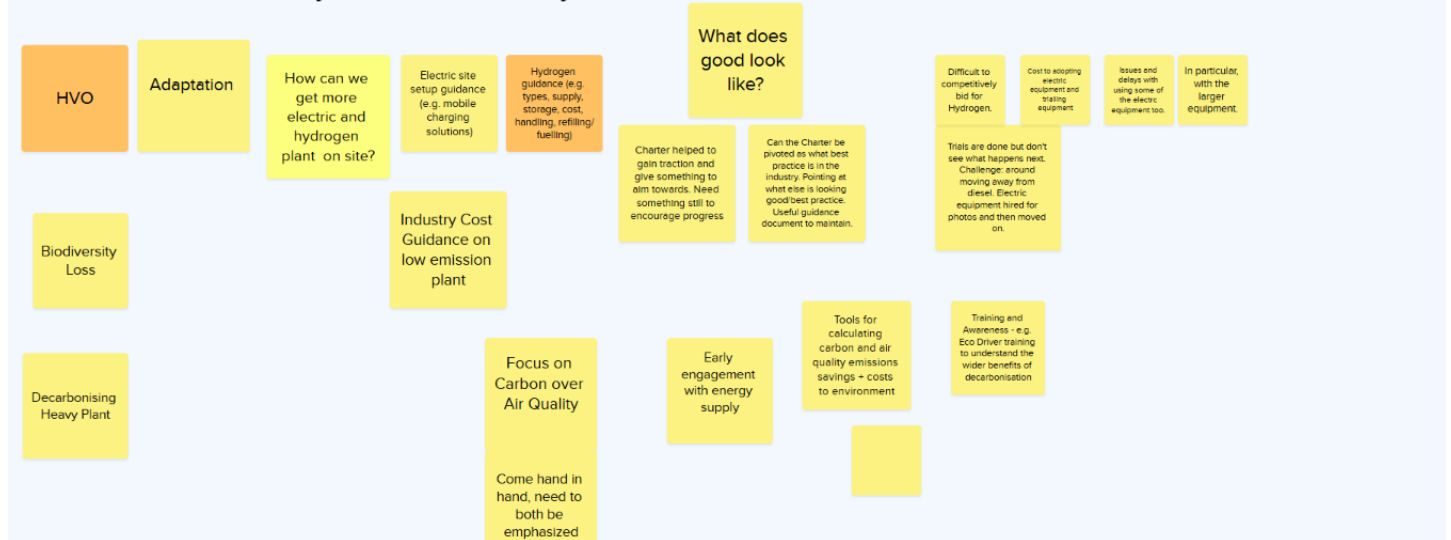 HVO
Adaptation
How can we
get more
electric and
hydrogen
plant on site?
Electric site
setup guidance
(e.g. mobile
charging
solutions)
Hydrogen
guidance (e.g.
types, supply,
storage, cost,
handling, refilling/
fuelling)
What does
good look
like?
Difficult to
competitively
bid for
Hydrogen.
Cost to adopting
electric
equipment and
trialling
equipment
Issues and
delays with
using some of
the electrc
equipment too.
In particular,
with the
larger
equipment.
Charter helped to
gain traction and
give something to
aim towards. Need
something still to
encourage progress
Can the Charter be
pivoted as what best
practice is in the
industry. Pointing at
what else is looking
good/best practice.
Useful guidance
document to maintain.
Trials are done but don't
see what happens next.
Challenge: around
moving away from
diesel. Electric
equipment hired for
photos and then moved
on.
Biodiversity
Loss
Industry Cost
Guidance on
low emission
plant
Decarbonising
Heavy Plant
Focus on
Carbon over
Air Quality
Come hand in
hand, need to
both be
emphasized
Early
engagement
with energy
supply
Tools for
calculating
carbon and air
quality emissions
savings + costs
to environment
Training and
Awareness - e.g.
Eco Driver training
to understand the
wider benefits of
decarbonisation